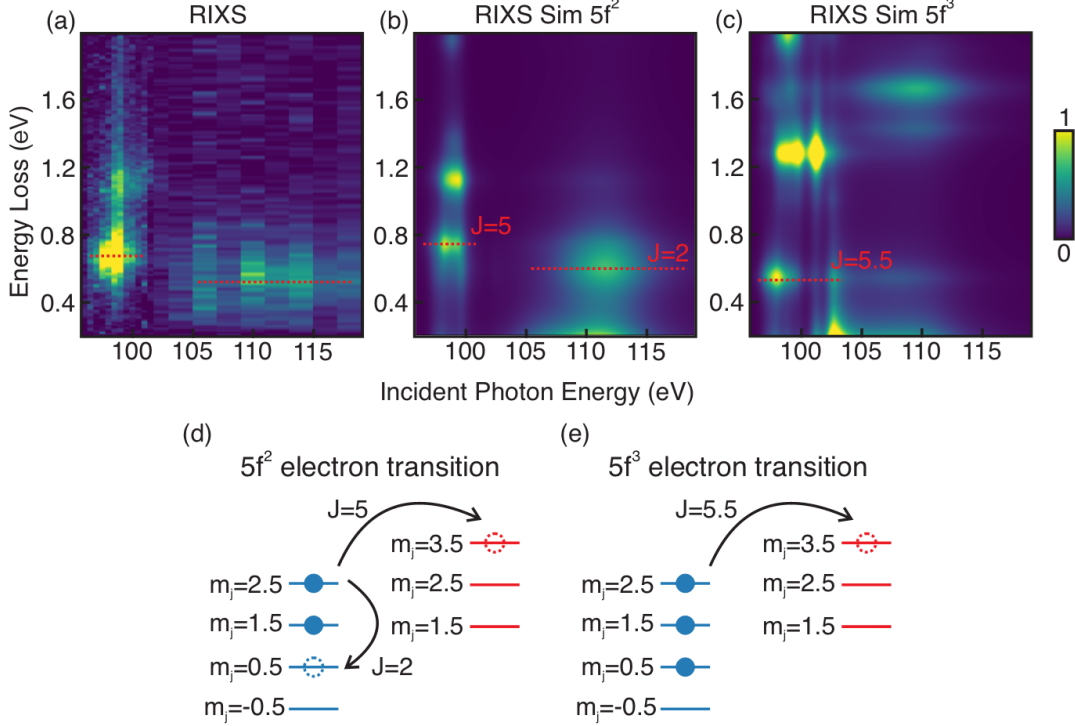 (a) RIXS
(b) RIXS Sim 5f²
(c) RIXS Sim 5f³
Energy Loss (eV)
1.6
1.2
0.8
0.4
100 105 110 115
1.6
1.2
0.8
0.4
J=5
J=2
100 105 110 115
1.6
1.2
0.8
0.4
J=5.5
100 105 110 115
1
0
Incident Photon Energy (eV)
(d)
5f² electron transition
J=5
m_j=3.5
m_j=2.5 m_j=2.5
m_j=1.5 m_j=1.5
m_j=0.5 J=2
m_j=-0.5
(e)
5f³ electron transition
J=5.5
m_j=3.5
m_j=2.5 m_j=2.5
m_j=1.5 m_j=1.5
m_j=0.5
m_j=-0.5